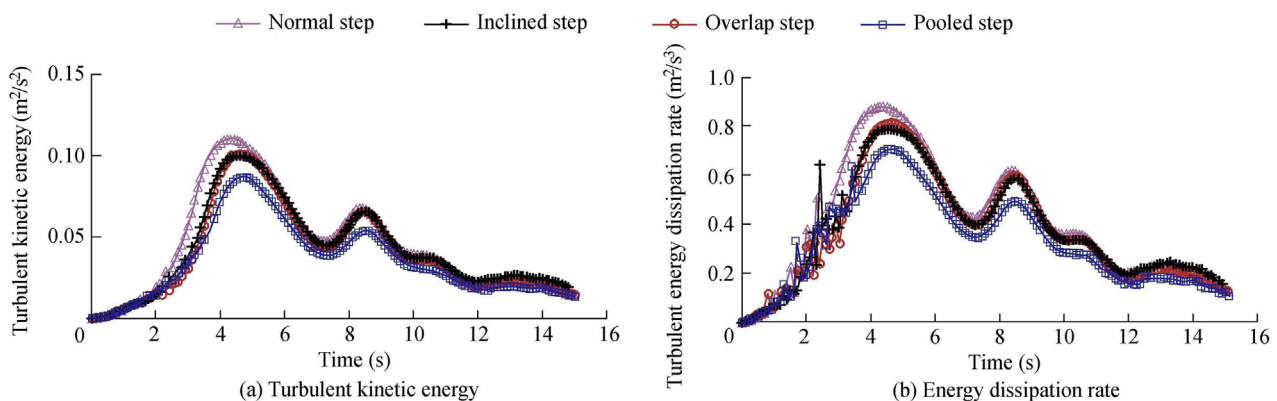 Normal step Inclined step Overlap step Pooled step
Turbulent kinetic energy (m²/s²)
0.15
0.10
0.05
0 2 4 6 8 10 12 14 16
Time (s)
(a) Turbulent kinetic energy
Turbulent energy dissipation rate (m²/s³)
1.0
0.8
0.6
0.4
0.2
0 2 4 6 8 10 12 14 16
Time (s)
(b) Energy dissipation rate